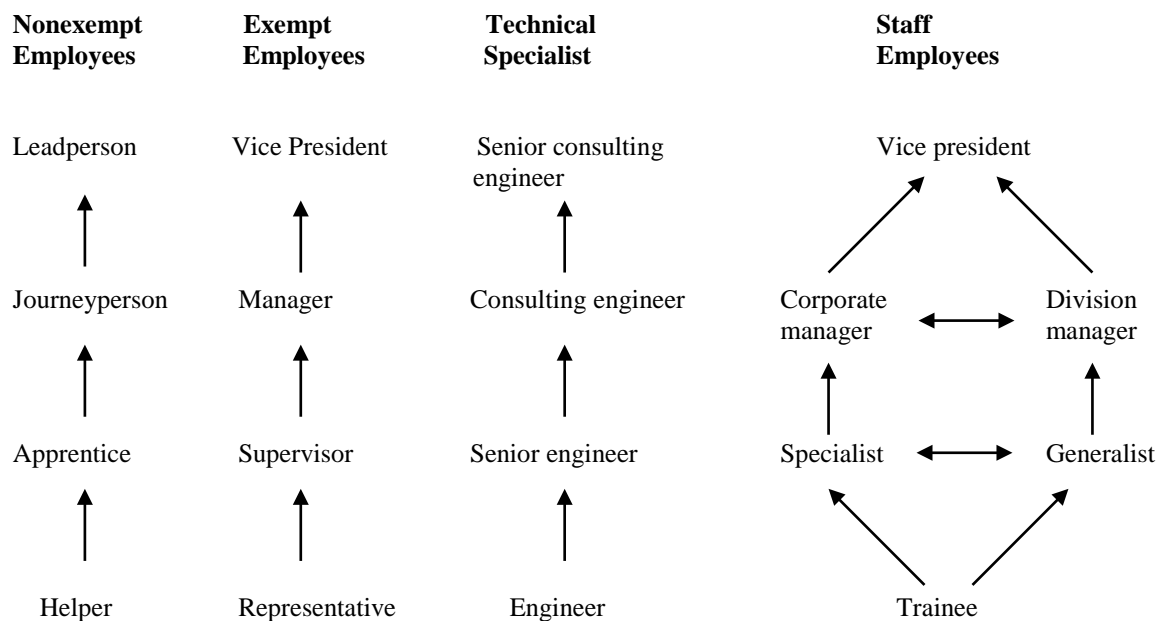 Nonexempt Employees
Exempt Employees
Technical Specialist
Staff Employees
Leadperson
Vice President
Senior consulting
engineer
Vice president
Journeyperson
Manager
Consulting engineer
Corporate
manager
Division
manager
Apprentice
Supervisor
Senior engineer
Specialist
Generalist
Helper
Representative
Engineer
Trainee